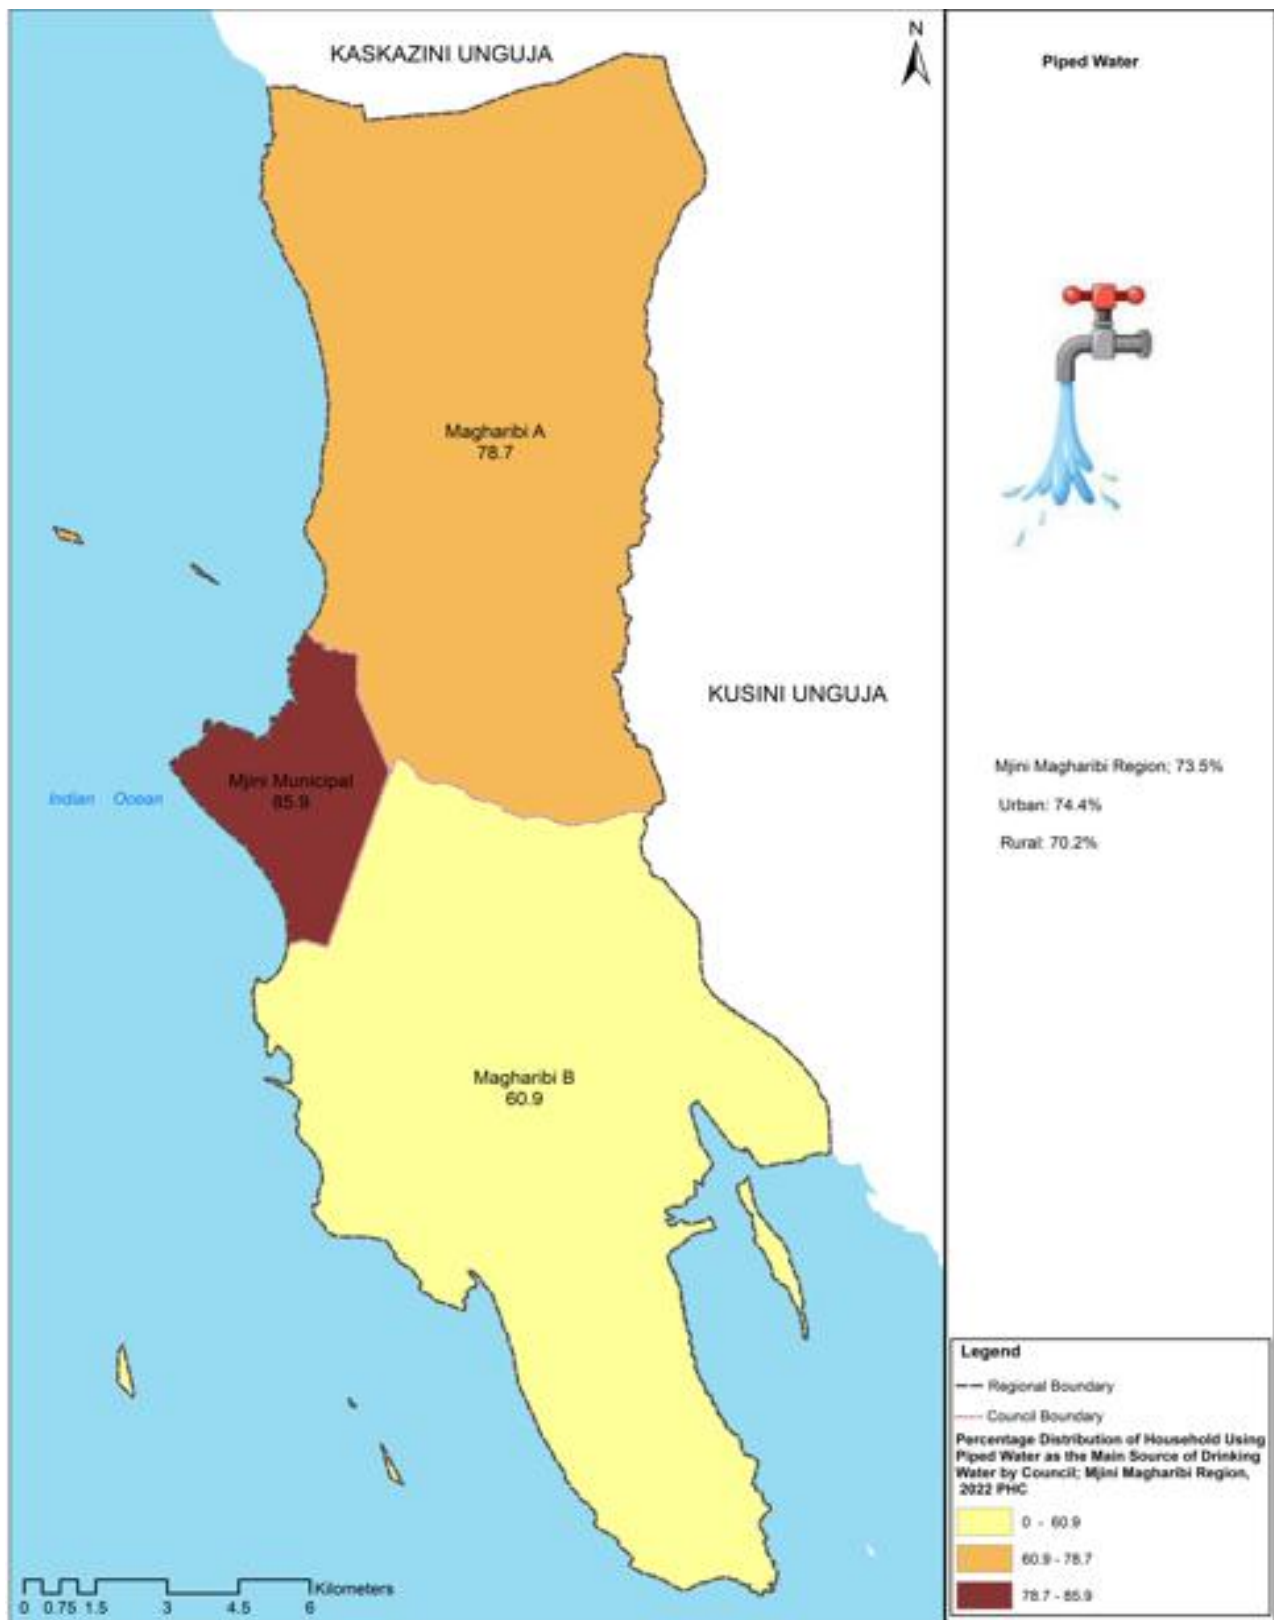 KASKAZINI UNGUJA
N
Piped Water
Magharibi A
78.7
KUSINI UNGUJA
Mjini Magharibi Region; 73.5%
Urban: 74.4%
Rural: 70.2%
Mjini Municipal
85.9
Indian Ocean
Magharibi B
60.9
Legend
Regional Boundary
Council Boundary
Percentage Distribution of Household Using
Piped Water as the Main Source of Drinking
Water by Council; Mjini Magharibi Region,
2022 PHC
0 - 60.9
60.9 - 78.7
78.7 - 85.9
Kilometers
0 0.75 1.5 3 4.5 6